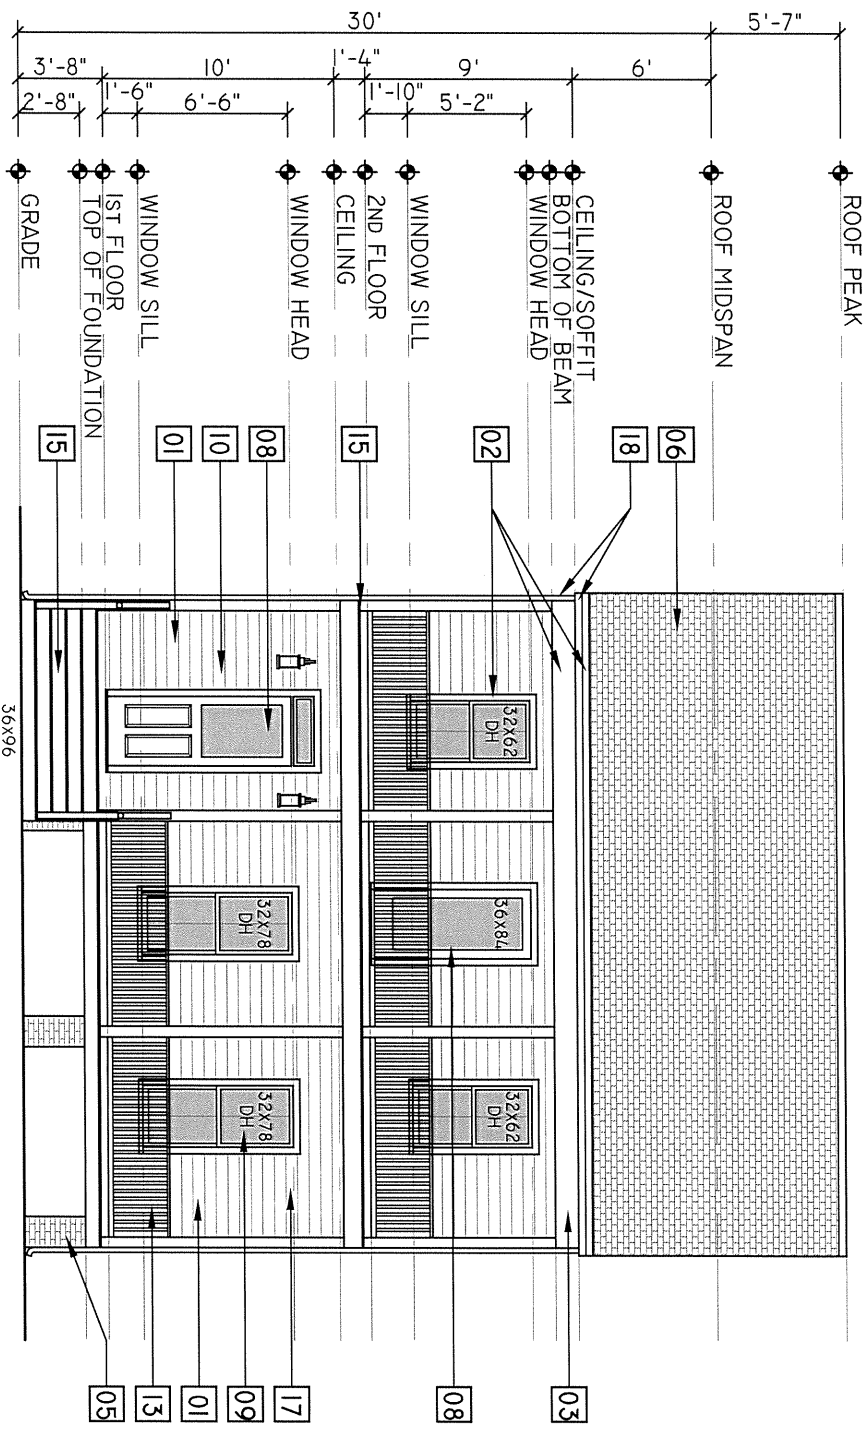 ROOF PEAK
ROOF MIDSPAN
CEILING/SOFFIT
BOTTOM OF BEAM
WINDOW HEAD
WINDOW SILL
2ND FLOOR
CEILING
WINDOW HEAD
WINDOW SILL
1ST FLOOR
TOP OF FOUNDATION
GRADE
5'-7"
30'
6'
9'
1'-4"
10'
3'-8"
5'-2"
1'-10"
6'-6"
1'-6"
2'-8"
06
18
02
15
08
10
01
15
32X62
DH
36X84
32X62
DH
32X78
DH
32X78
DH
36X96
03
08
17
09
01
13
05